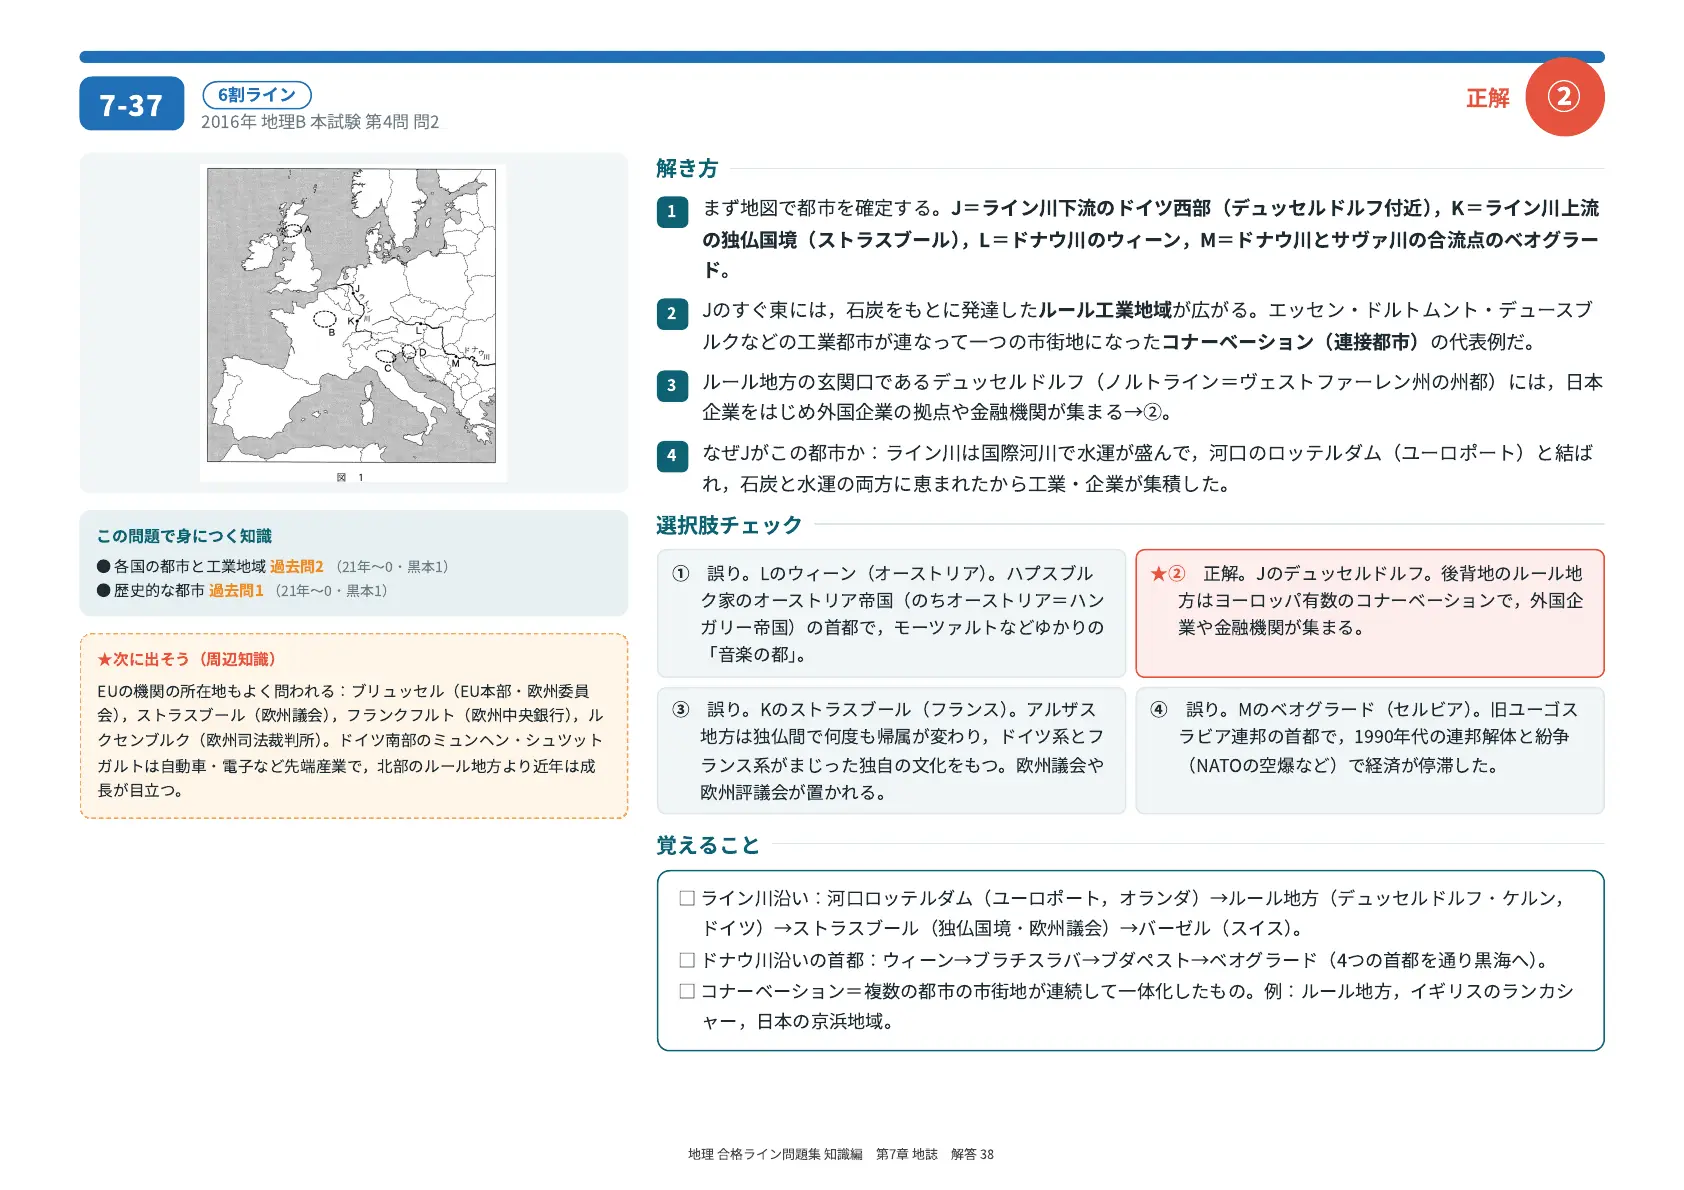 7-37
6割ライン
2016年 地理B 本試験 第4問 問2
正解
②
A
B
C
D
J
K
L
M
ライン川
ドナウ川
図 1
この問題で身につく知識
● 各国の都市と工業地域 過去問2 （21年〜0・黒本1）
● 歴史的な都市 過去問1 （21年〜0・黒本1）
★次に出そう（周辺知識）
EUの機関の所在地もよく問われる：ブリュッセル（EU本部・欧州委員
会），ストラスブール（欧州議会），フランクフルト（欧州中央銀行），ル
クセンブルク（欧州司法裁判所）。ドイツ南部のミュンヘン・シュツット
ガルトは自動車・電子など先端産業で，北部のルール地方より近年は成
長が目立つ。
解き方
1 まず地図で都市を確定する。J＝ライン川下流のドイツ西部（デュッセルドルフ付近），K＝ライン川上流
の独仏国境（ストラスブール），L＝ドナウ川のウィーン，M＝ドナウ川とサヴァ川の合流点のベオグラー
ド。
2 Jのすぐ東には，石炭をもとに発達したルール工業地域が広がる。エッセン・ドルトムント・デュースブ
ルクなどの工業都市が連なって一つの市街地になったコナーベーション（連接都市）の代表例だ。
3 ルール地方の玄関口であるデュッセルドルフ（ノルトライン＝ヴェストファーレン州の州都）には，日本
企業をはじめ外国企業の拠点や金融機関が集まる→②。
4 なぜJがこの都市か：ライン川は国際河川で水運が盛んで，河口のロッテルダム（ユーロポート）と結ば
れ，石炭と水運の両方に恵まれたから工業・企業が集積した。
選択肢チェック
① 誤り。Lのウィーン（オーストリア）。ハプスブル
ク家のオーストリア帝国（のちオーストリア＝ハン
ガリー帝国）の首都で，モーツァルトなどゆかりの
「音楽の都」。
★② 正解。Jのデュッセルドルフ。後背地のルール地
方はヨーロッパ有数のコナーベーションで，外国企
業や金融機関が集まる。
③ 誤り。Kのストラスブール（フランス）。アルザス
地方は独仏間で何度も帰属が変わり，ドイツ系とフ
ランス系がまじった独自の文化をもつ。欧州議会や
欧州評議会が置かれる。
④ 誤り。Mのベオグラード（セルビア）。旧ユーゴス
ラビア連邦の首都で，1990年代の連邦解体と紛争
（NATOの空爆など）で経済が停滞した。
覚えること
□ ライン川沿い：河口ロッテルダム（ユーロポート，オランダ）→ルール地方（デュッセルドルフ・ケルン，
ドイツ）→ストラスブール（独仏国境・欧州議会）→バーゼル（スイス）。
□ ドナウ川沿いの首都：ウィーン→ブラチスラバ→ブダペスト→ベオグラード（4つの首都を通り黒海へ）。
□ コナーベーション＝複数の都市の市街地が連続して一体化したもの。例：ルール地方，イギリスのランカシ
ャー，日本の京浜地域。
地理 合格ライン問題集 知識編 第7章 地誌 解答 38